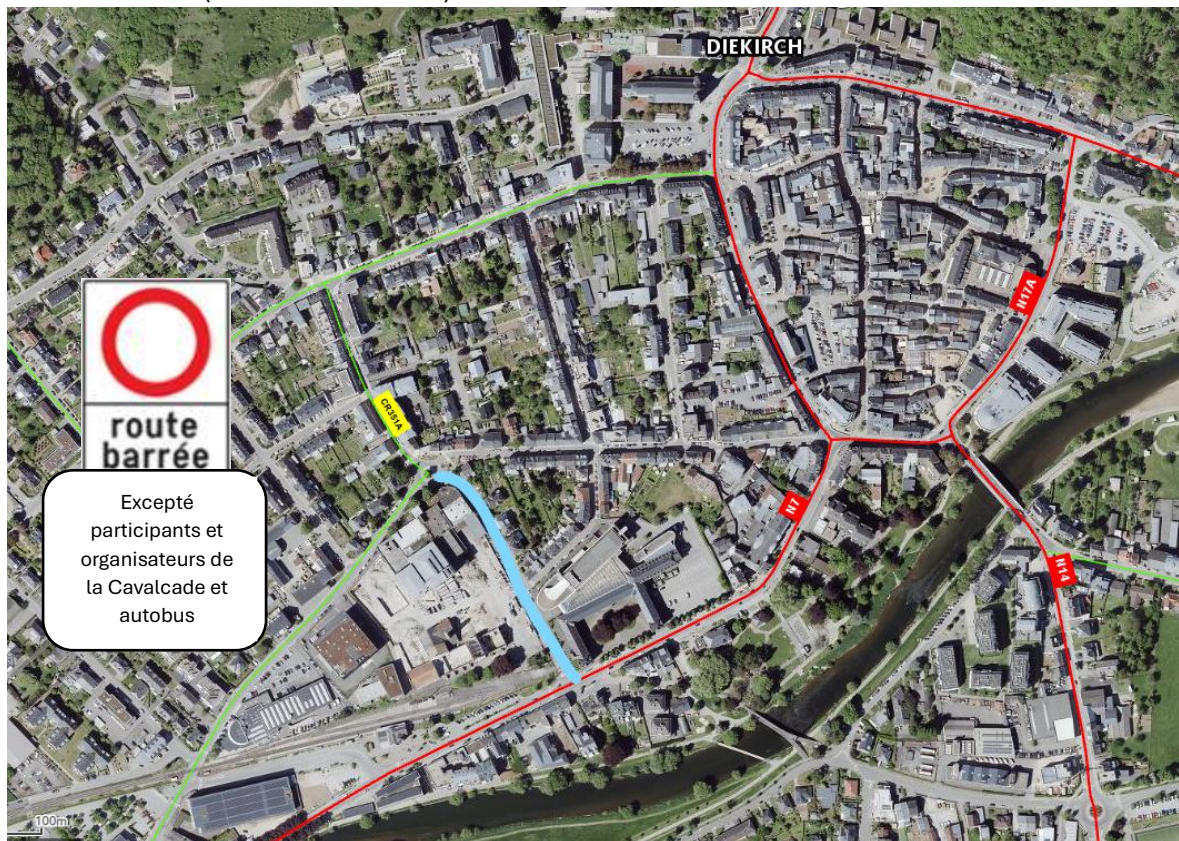 DIEKIRCH
N17A
route
barrée
CR351A
Excepté
participants et
organisateurs de
la Cavalcade et
autobus
N7
N14
100m